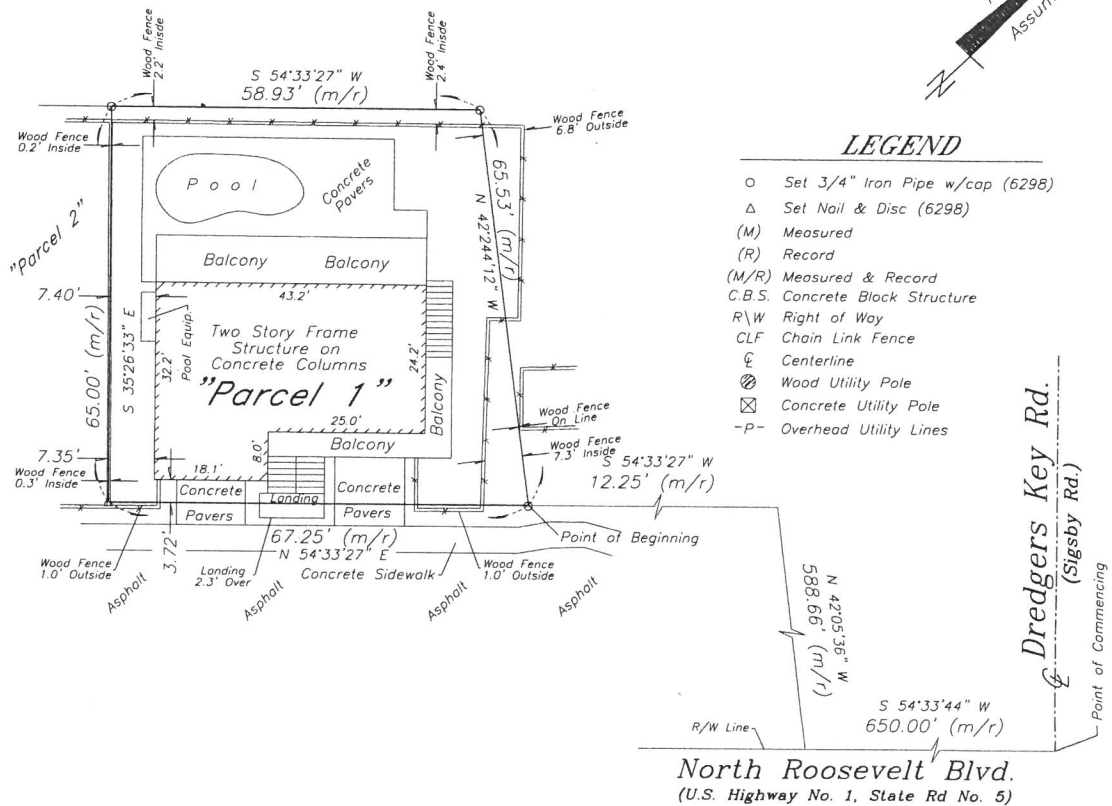 N
Assum
Wood Fence
2.2' Inisde
S 54°33'27" W
58.93' (m/r)
Wood Fence
2.4' Inside
Wood Fence
6.8' Outside
Wood Fence
0.2' Inside
Pool
Concrete
Pavers
65.53' (m/r)
N 42°244'12" W
"Parcel 2"
Balcony
Balcony
7.40'
43.2'
65.00' (m/r)
S 35°26'33" E
Pool Equip.
32.2'
Two Story Frame
Structure on
Concrete Columns
24.2'
"Parcel 1"
Balcony
25.0'
Balcony
8.0'
Wood Fence
On Line
Wood Fence
7.3' Inside
7.35'
Wood Fence
0.3' Inside
18.1'
Concrete
Pavers
Landing
Concrete
Pavers
S 54°33'27" W
12.25' (m/r)
Point of Beginning
67.25' (m/r)
N 54°33'27" E
3.72'
Wood Fence
1.0' Outside
Landing
2.3' Over
Concrete Sidewalk
Wood Fence
1.0' Outside
Asphalt
Asphalt
Asphalt
Asphalt
LEGEND
Set 3/4" Iron Pipe w/cap (6298)
Set Nail & Disc (6298)
(M) Measured
(R) Record
(M/R) Measured & Record
C.B.S. Concrete Block Structure
R\W Right of Way
CLF Chain Link Fence
℄ Centerline
Wood Utility Pole
Concrete Utility Pole
-P- Overhead Utility Lines
N 42°05'36" W
588.66' (m/r)
℄ Dredgers Key Rd.
(Sigsby Rd.)
Point of Commencing
S 54°33'44" W
650.00' (m/r)
R/W Line
North Roosevelt Blvd.
(U.S. Highway No. 1, State Rd No. 5)